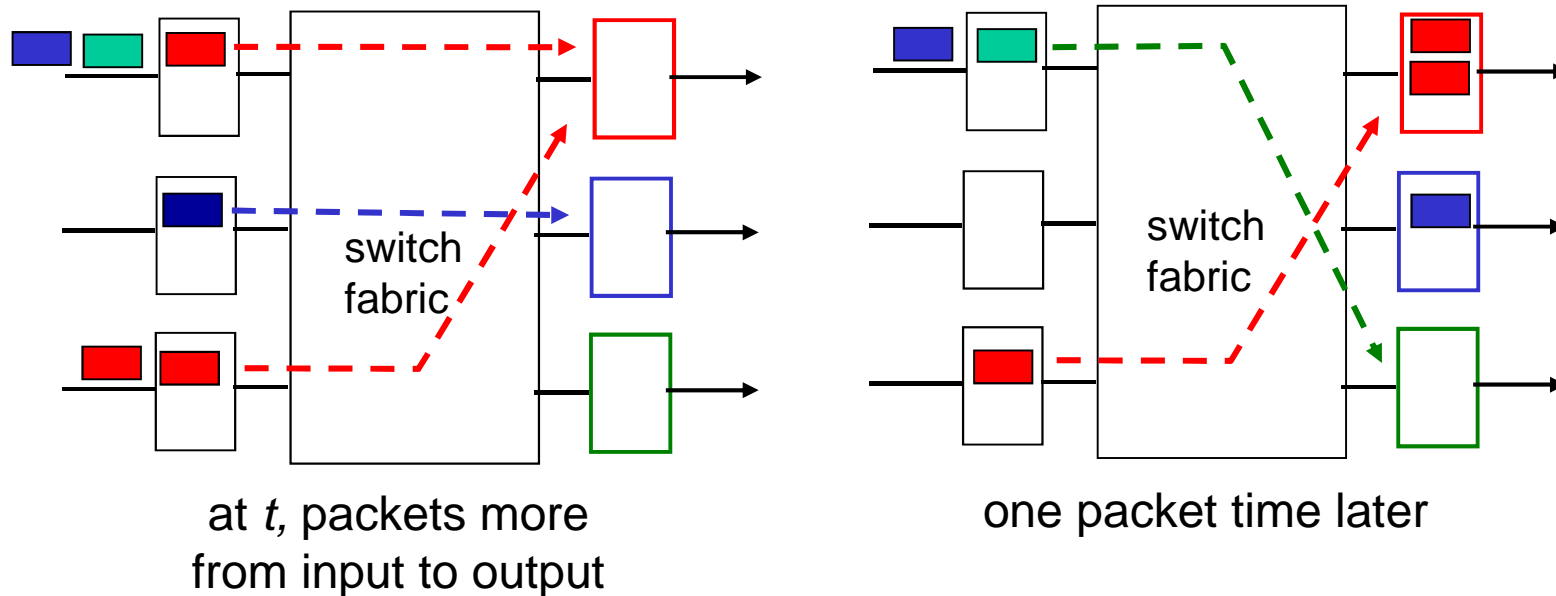 switch
fabric
at t, packets more
from input to output
switch
fabric
one packet time later